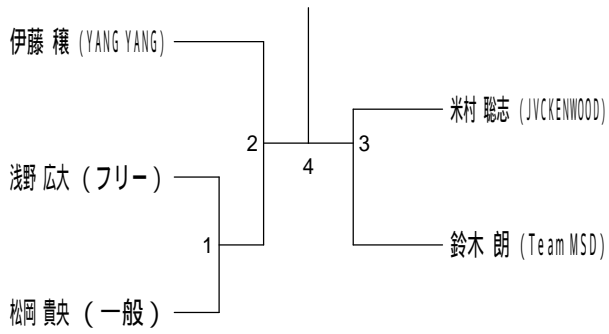 伊藤 穣 (YANG YANG)
米村 聡志 (JVCKENWOOD)
2
3
4
浅野 広大 (フリー)
1
鈴木 朗 (Team MSD)
松岡 貴央 (一般)